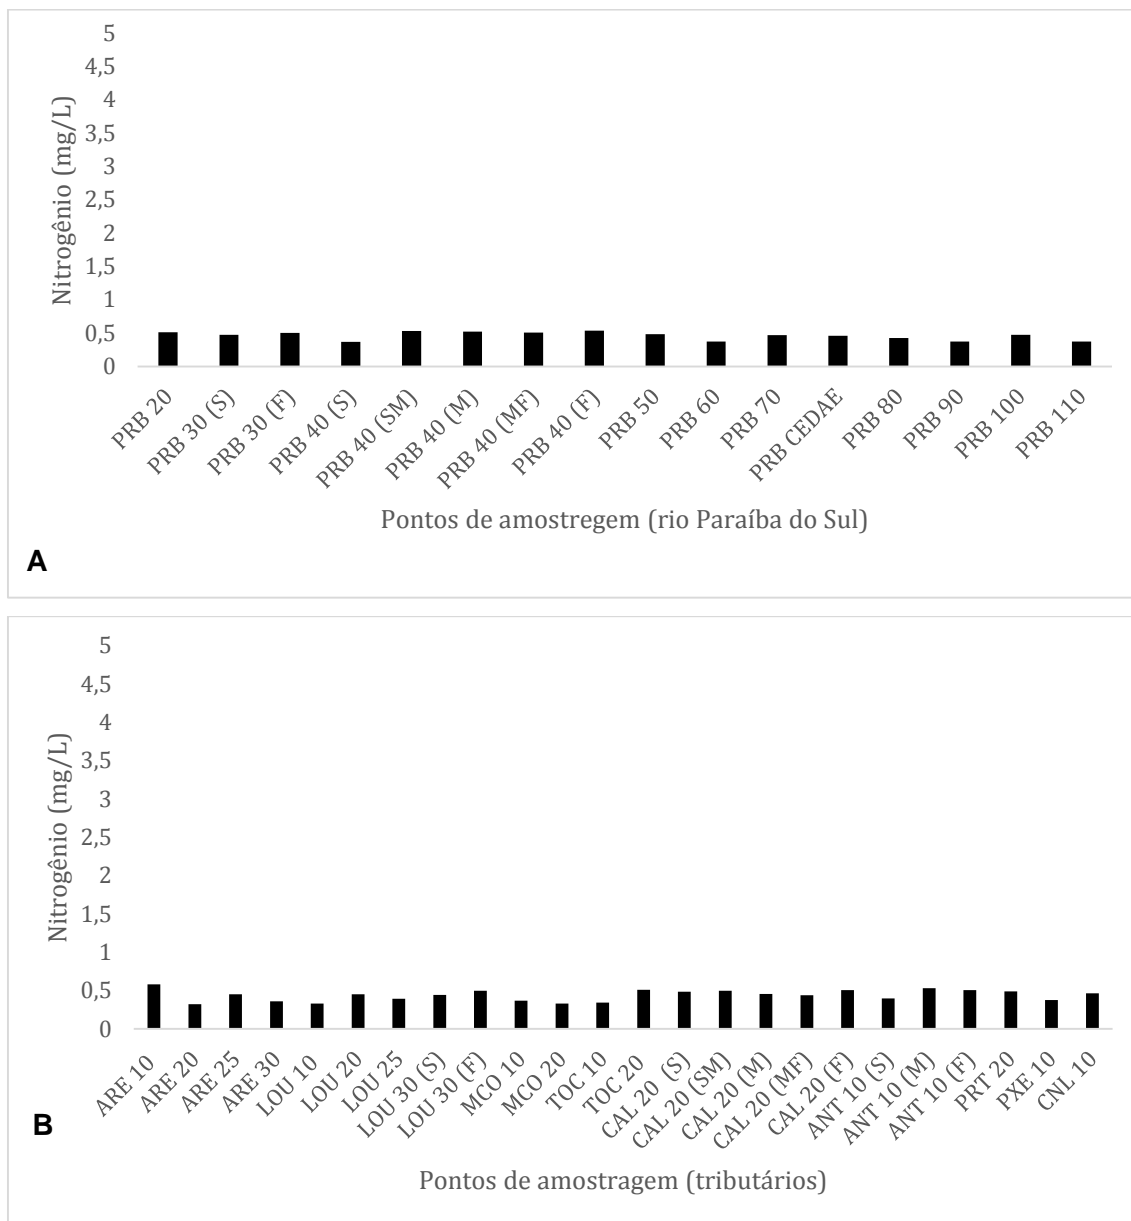 5
4,5
4
3,5
3
2,5
2
1,5
1
0,5
0
Nitrogênio (mg/L)
PRB 20
PRB 30 (S)
PRB 30 (F)
PRB 40 (S)
PRB 40 (SM)
PRB 40 (M)
PRB 40 (MF)
PRB 40 (F)
PRB 50
PRB 60
PRB 70
PRB CEDAE
PRB 80
PRB 90
PRB 100
PRB 110
Pontos de amostregem (rio Paraíba do Sul)
A
5
4,5
4
3,5
3
2,5
2
1,5
1
0,5
0
Nitrogênio (mg/L)
ARE 10
ARE 20
ARE 25
ARE 30
LOU 10
LOU 20
LOU 25
LOU 30 (S)
LOU 30 (F)
MCO 10
MCO 20
TOC 10
TOC 20
CAL 20 (S)
CAL 20 (SM)
CAL 20 (M)
CAL 20 (MF)
CAL 20 (F)
ANT 10 (S)
ANT 10 (M)
ANT 10 (F)
PRT 20
PXE 10
CNL 10
Pontos de amostragem (tributários)
B